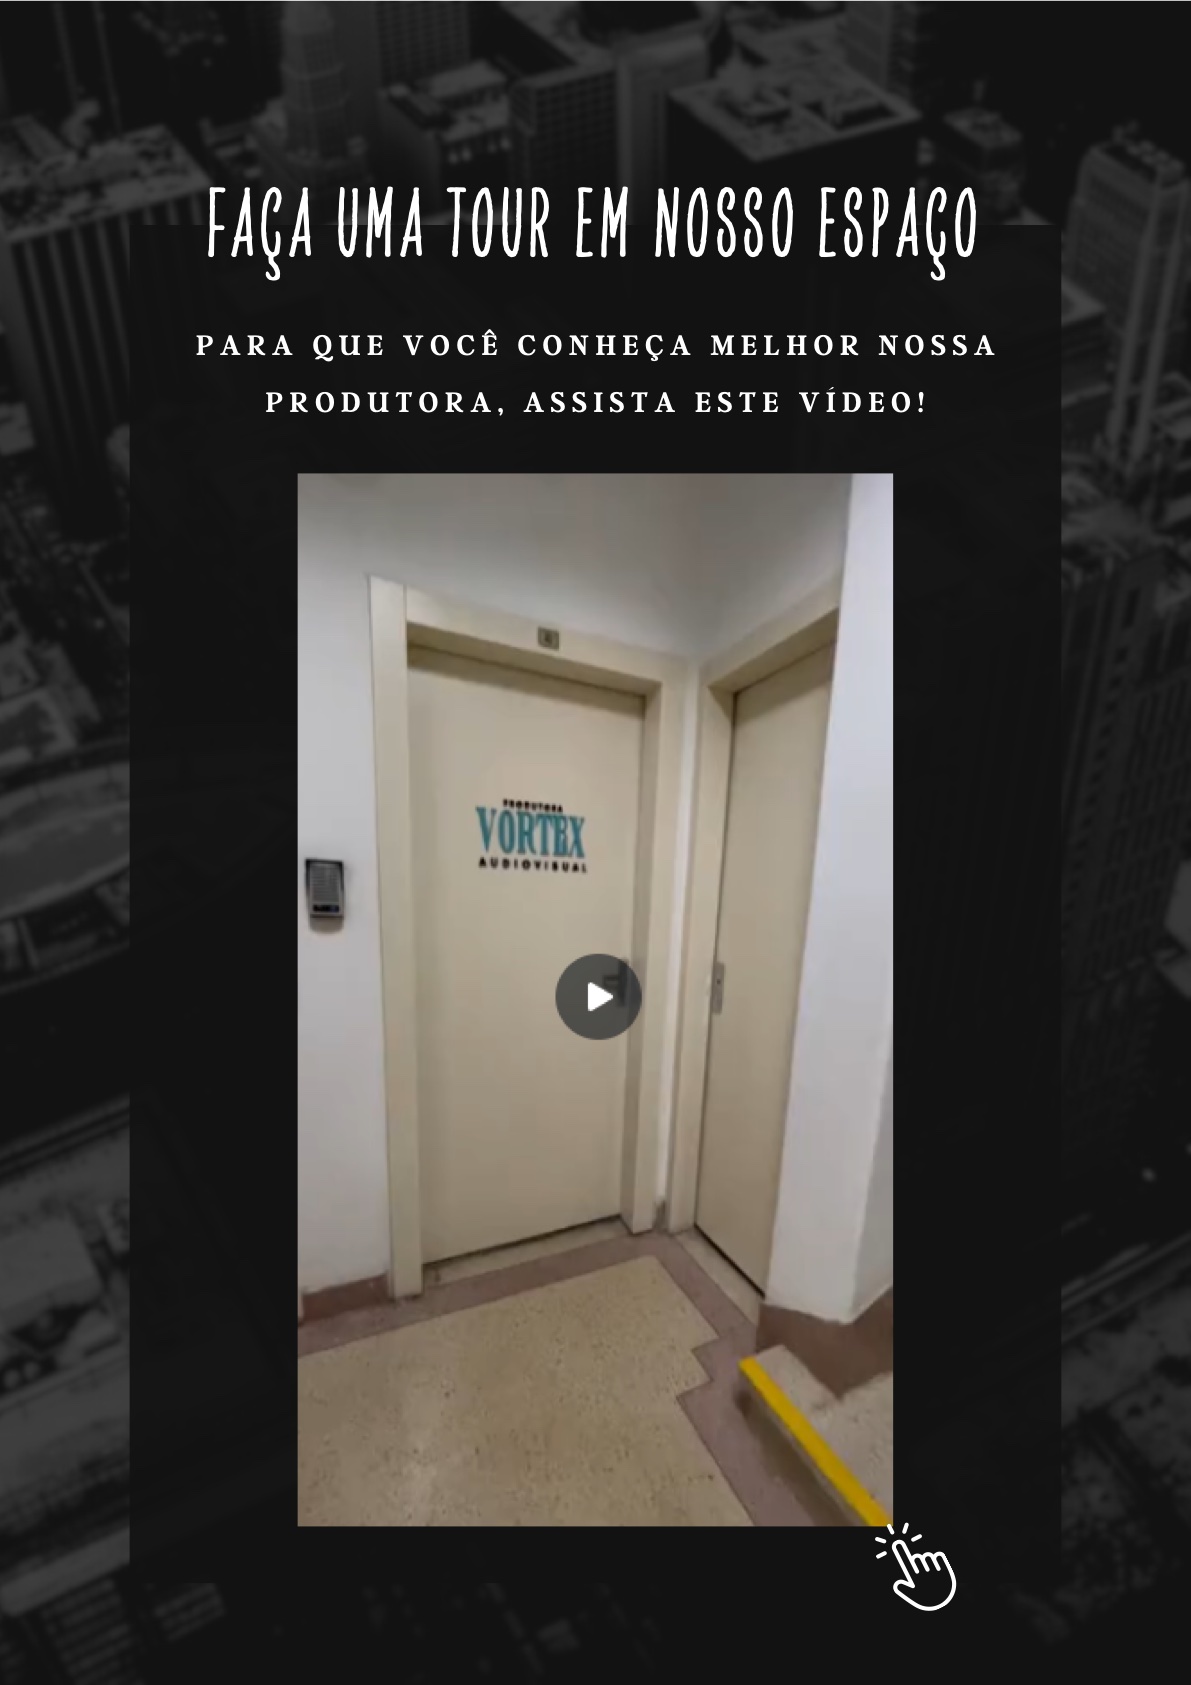 FAÇA UMA TOUR EM NOSSO ESPAÇO
PARA QUE VOCÊ CONHEÇA MELHOR NOSSA
PRODUTORA, ASSISTA ESTE VÍDEO!
PRODUTORA
VORTEX
AUDIOVISUAL